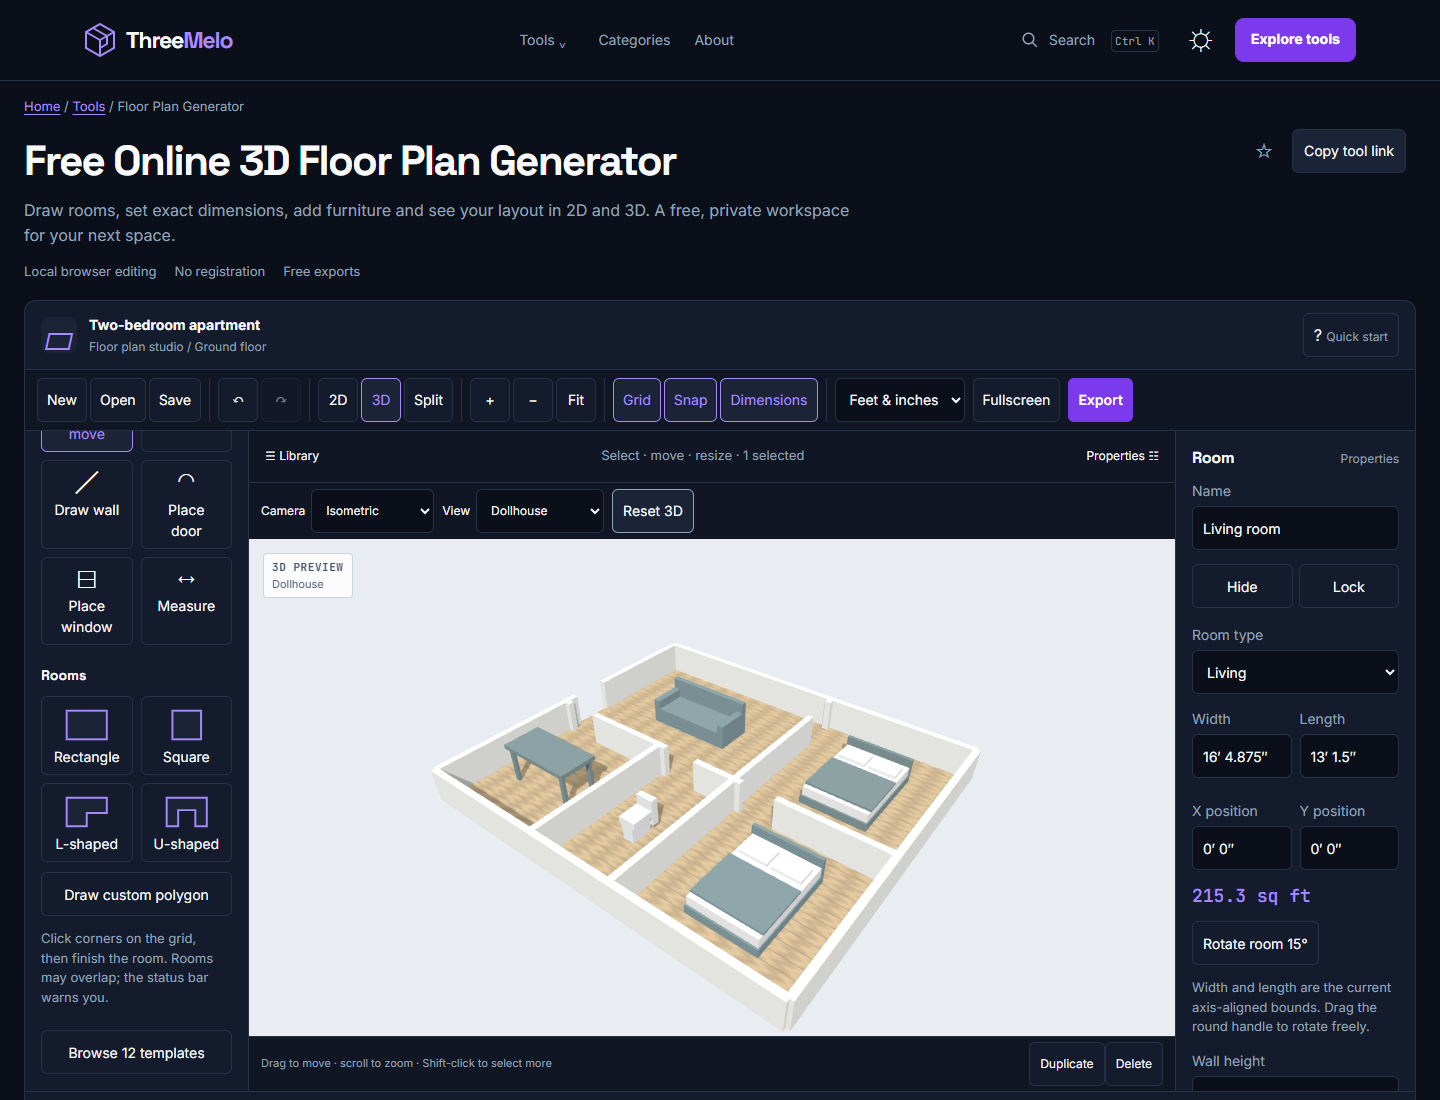 ThreeMelo
Tools
Categories
About
Search
Ctrl K
Explore tools
Home / Tools / Floor Plan Generator
Free Online 3D Floor Plan Generator
Copy tool link
Draw rooms, set exact dimensions, add furniture and see your layout in 2D and 3D. A free, private workspace
for your next space.
Local browser editing
No registration
Free exports
Two-bedroom apartment
Floor plan studio / Ground floor
? Quick start
New
Open
Save
2D
3D
Split
+
−
Fit
Grid
Snap
Dimensions
Feet & inches
Fullscreen
Export
move
Draw wall
Place
door
Place
window
Measure
Rooms
Rectangle
Square
L-shaped
U-shaped
Draw custom polygon
Click corners on the grid,
then finish the room. Rooms
may overlap; the status bar
warns you.
Browse 12 templates
Library
Select · move · resize · 1 selected
Properties
Camera
Isometric
View
Dollhouse
Reset 3D
3D PREVIEW
Dollhouse
Drag to move · scroll to zoom · Shift-click to select more
Duplicate
Delete
Room
Properties
Name
Living room
Hide
Lock
Room type
Living
Width
Length
16′ 4.875″
13′ 1.5″
X position
Y position
0′ 0″
0′ 0″
215.3 sq ft
Rotate room 15°
Width and length are the current
axis-aligned bounds. Drag the
round handle to rotate freely.
Wall height